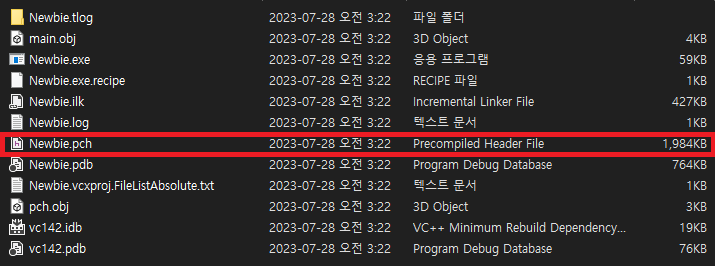 Newbie.tlog 2023-07-28 오전 3:22 파일 폴더
main.obj 2023-07-28 오전 3:22 3D Object 4KB
Newbie.exe 2023-07-28 오전 3:22 응용 프로그램 59KB
Newbie.exe.recipe 2023-07-28 오전 3:22 RECIPE 파일 1KB
Newbie.ilk 2023-07-28 오전 3:22 Incremental Linker File 427KB
Newbie.log 2023-07-28 오전 3:22 텍스트 문서 1KB
Newbie.pch 2023-07-28 오전 3:22 Precompiled Header File 1,984KB
Newbie.pdb 2023-07-28 오전 3:22 Program Debug Database 764KB
Newbie.vcxproj.FileListAbsolute.txt 2023-07-28 오전 3:22 텍스트 문서 1KB
pch.obj 2023-07-28 오전 3:22 3D Object 3KB
vc142.idb 2023-07-28 오전 3:22 VC++ Minimum Rebuild Dependency... 19KB
vc142.pdb 2023-07-28 오전 3:22 Program Debug Database 76KB